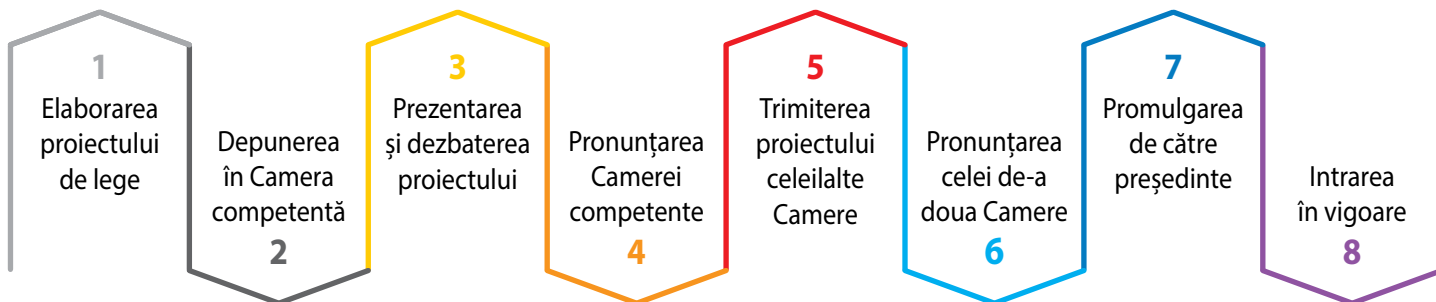 1
Elaborarea
proiectului
de lege
Depunerea
în Camera
competentă
2
3
Prezentarea
și dezbaterea
proiectului
Pronunțarea
Camerei
competente
4
5
Trimiterea
proiectului
celeilalte
Camere
Pronunțarea
celei de-a
doua Camere
6
7
Promulgarea
de către
președinte
Intrarea
în vigoare
8